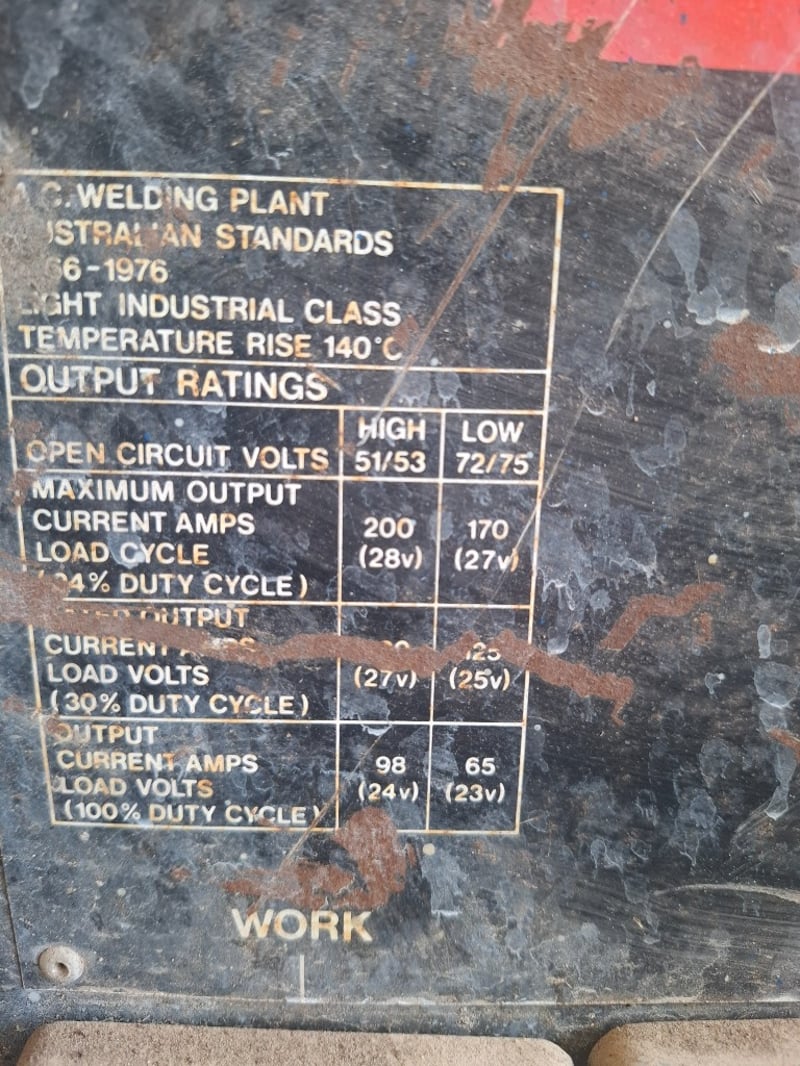 WELDING PLANT
STANDARDS
-1976
INDUSTRIAL CLASS
TEMPERATURE RISE 140°C
OUTPUT RATINGS
HIGH LOW
OPEN CIRCUIT VOLTS 51/53 72/75
MAXIMUM OUTPUT
CURRENT AMPS 200 170
LOAD CYCLE (28v) (27v)
DUTY CYCLE)
OUTPUT
CURRENT 125
LOAD VOLTS (27v) (25v)
(30% DUTY CYCLE)
OUTPUT
CURRENT AMPS 98 65
LOAD VOLTS (24v) (23v)
(100% DUTY CYCLE)
WORK